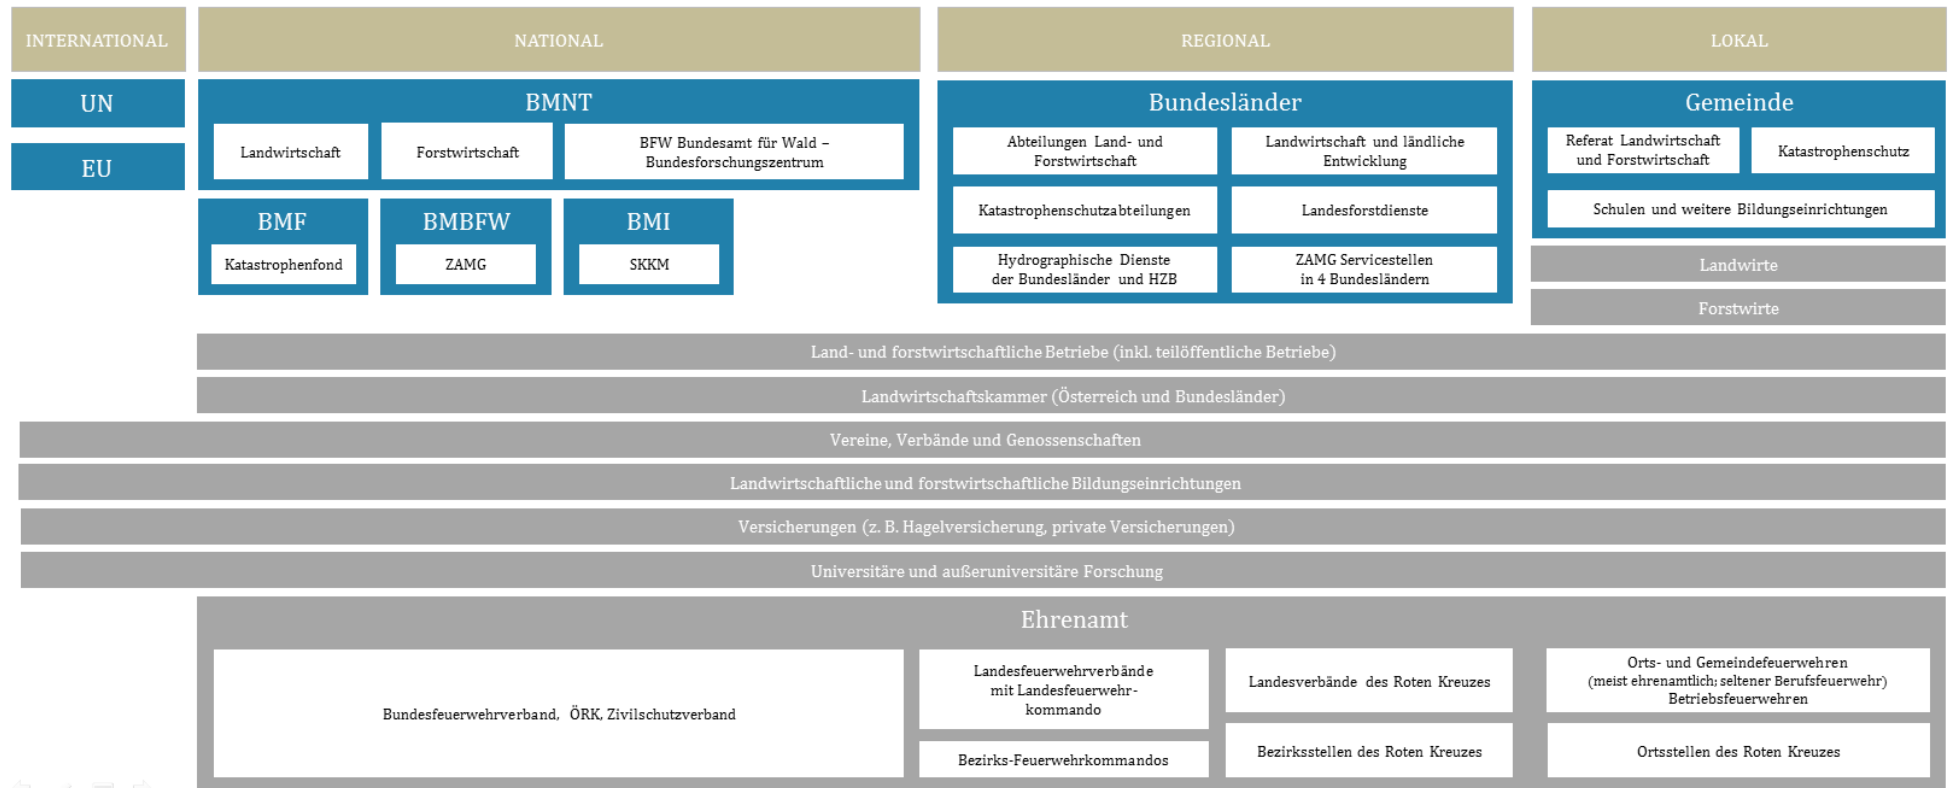 INTERNATIONAL
NATIONAL
REGIONAL
LOKAL
UN
EU
BMNT
Landwirtschaft
Forstwirtschaft
BFW Bundesamt für Wald –
Bundesforschungszentrum
BMF
Katastrophenfond
BMBFW
ZAMG
BMI
SKKM
Bundesländer
Abteilungen Land- und
Forstwirtschaft
Landwirtschaft und ländliche
Entwicklung
Katastrophenschutzabteilungen
Landesforstdienste
Hydrographische Dienste
der Bundesländer und HZB
ZAMG Servicestellen
in 4 Bundesländern
Gemeinde
Referat Landwirtschaft
und Forstwirtschaft
Katastrophenschutz
Schulen und weitere Bildungseinrichtungen
Landwirte
Forstwirte
Land- und forstwirtschaftliche Betriebe (inkl. teilöffentliche Betriebe)
Landwirtschaftskammer (Österreich und Bundesländer)
Vereine, Verbände und Genossenschaften
Landwirtschaftliche und forstwirtschaftliche Bildungseinrichtungen
Versicherungen (z. B. Hagelversicherung, private Versicherungen)
Universitäre und außeruniversitäre Forschung
Ehrenamt
Bundesfeuerwehrverband, ÖRK, Zivilschutzverband
Landesfeuerwehrverbände
mit Landesfeuerwehr-
kommando
Bezirks-Feuerwehrkommandos
Landesverbände des Roten Kreuzes
Bezirksstellen des Roten Kreuzes
Orts- und Gemeindefeuerwehren
(meist ehrenamtlich; seltener Berufsfeuerwehr)
Betriebsfeuerwehren
Ortsstellen des Roten Kreuzes